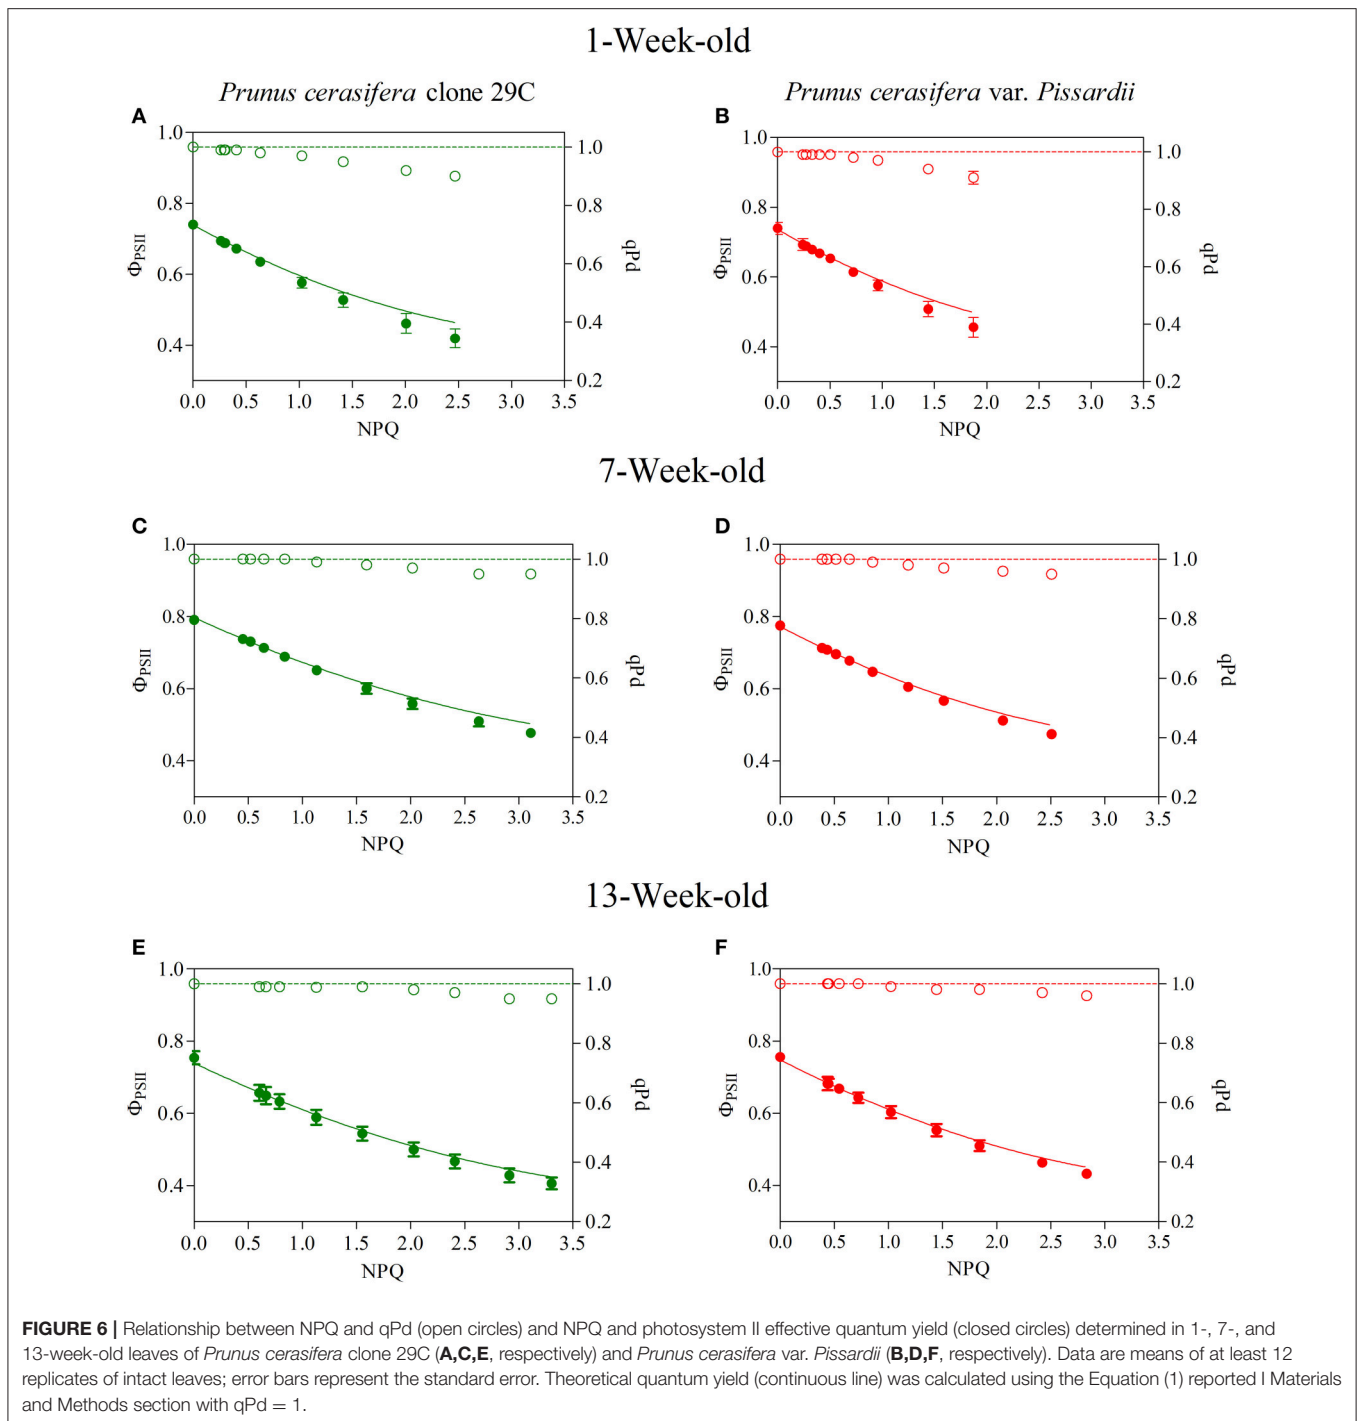 1-Week-old
Prunus cerasifera clone 29C
Prunus cerasifera var. Pissardii
A
B
1.0
0.8
0.6
0.4
ΦPSII
1.0
0.8
0.6
0.4
0.2
qPd
0.0 0.5 1.0 1.5 2.0 2.5 3.0 3.5
NPQ
1.0
0.8
0.6
0.4
ΦPSII
1.0
0.8
0.6
0.4
0.2
qPd
0.0 0.5 1.0 1.5 2.0 2.5 3.0 3.5
NPQ
7-Week-old
C
D
1.0
0.8
0.6
0.4
ΦPSII
1.0
0.8
0.6
0.4
0.2
qPd
0.0 0.5 1.0 1.5 2.0 2.5 3.0 3.5
NPQ
1.0
0.8
0.6
0.4
ΦPSII
1.0
0.8
0.6
0.4
0.2
qPd
0.0 0.5 1.0 1.5 2.0 2.5 3.0 3.5
NPQ
13-Week-old
E
F
1.0
0.8
0.6
0.4
ΦPSII
1.0
0.8
0.6
0.4
0.2
qPd
0.0 0.5 1.0 1.5 2.0 2.5 3.0 3.5
NPQ
1.0
0.8
0.6
0.4
ΦPSII
1.0
0.8
0.6
0.4
0.2
qPd
0.0 0.5 1.0 1.5 2.0 2.5 3.0 3.5
NPQ
FIGURE 6 | Relationship between NPQ and qPd (open circles) and NPQ and photosystem II effective quantum yield (closed circles) determined in 1-, 7-, and
13-week-old leaves of Prunus cerasifera clone 29C (A,C,E, respectively) and Prunus cerasifera var. Pissardii (B,D,F, respectively). Data are means of at least 12
replicates of intact leaves; error bars represent the standard error. Theoretical quantum yield (continuous line) was calculated using the Equation (1) reported I Materials
and Methods section with qPd = 1.